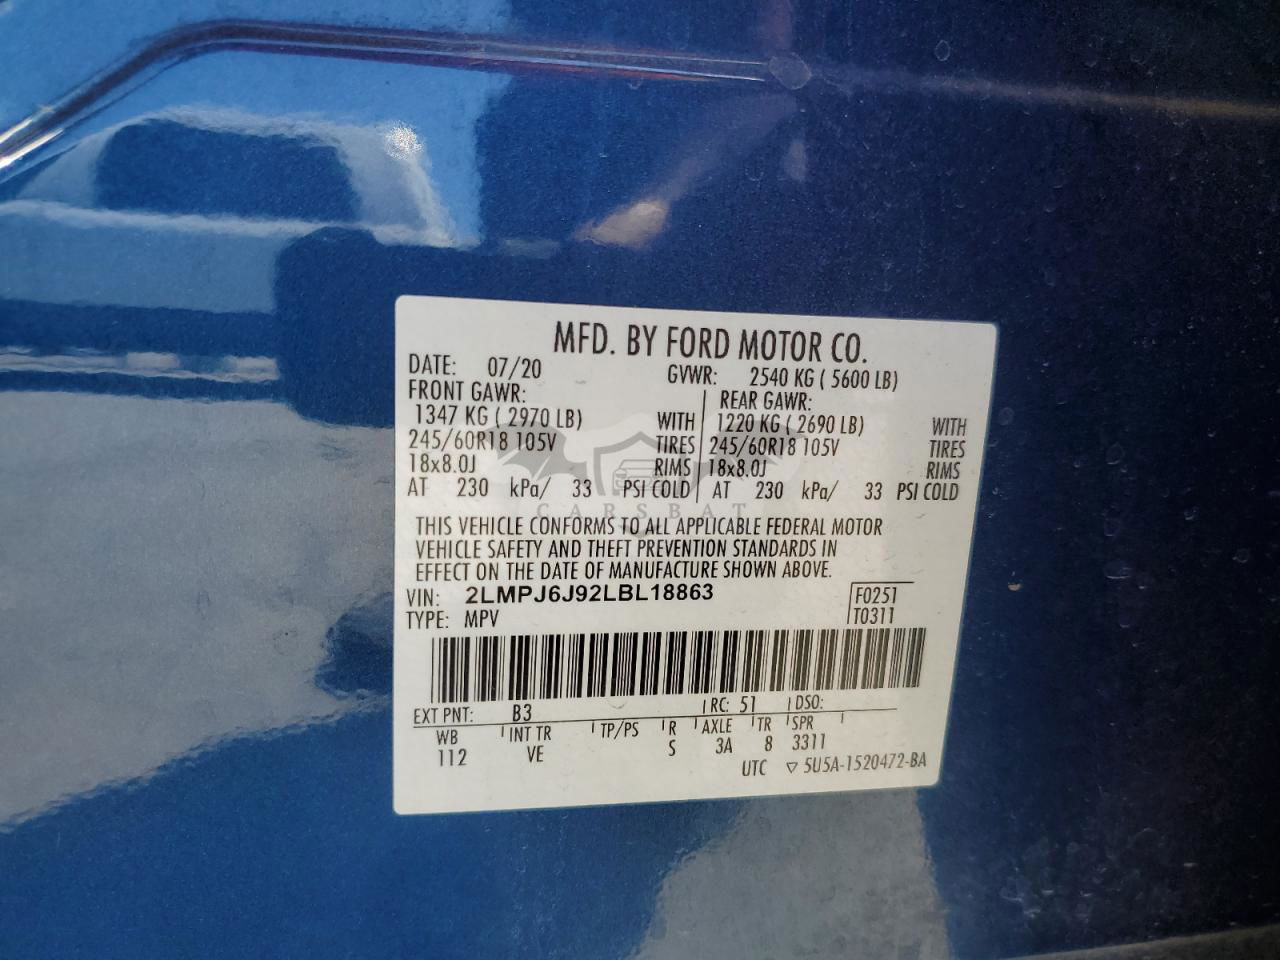 MFD. BY FORD MOTOR CO.
DATE: 07/20 GVWR: 2540 KG ( 5600 LB)
FRONT GAWR: REAR GAWR:
1347 KG ( 2970 LB) WITH 1220 KG ( 2690 LB) WITH
245/60R18 105V TIRES 245/60R18 105V TIRES
18x8.0J RIMS 18x8.0J RIMS
AT 230 kPa/ 33 PSI COLD AT 230 kPa/ 33 PSI COLD
CARSBAT
THIS VEHICLE CONFORMS TO ALL APPLICABLE FEDERAL MOTOR
VEHICLE SAFETY AND THEFT PREVENTION STANDARDS IN
EFFECT ON THE DATE OF MANUFACTURE SHOWN ABOVE.
VIN: 2LMPJ6J92LBL18863 F0251
TYPE: MPV T0311
EXT PNT: B3 RC: 51 DSO:
WB INT TR TP/PS R AXLE TR SPR
112 VE S 3A 8 3311
UTC ▽ 5U5A-1520472-BA